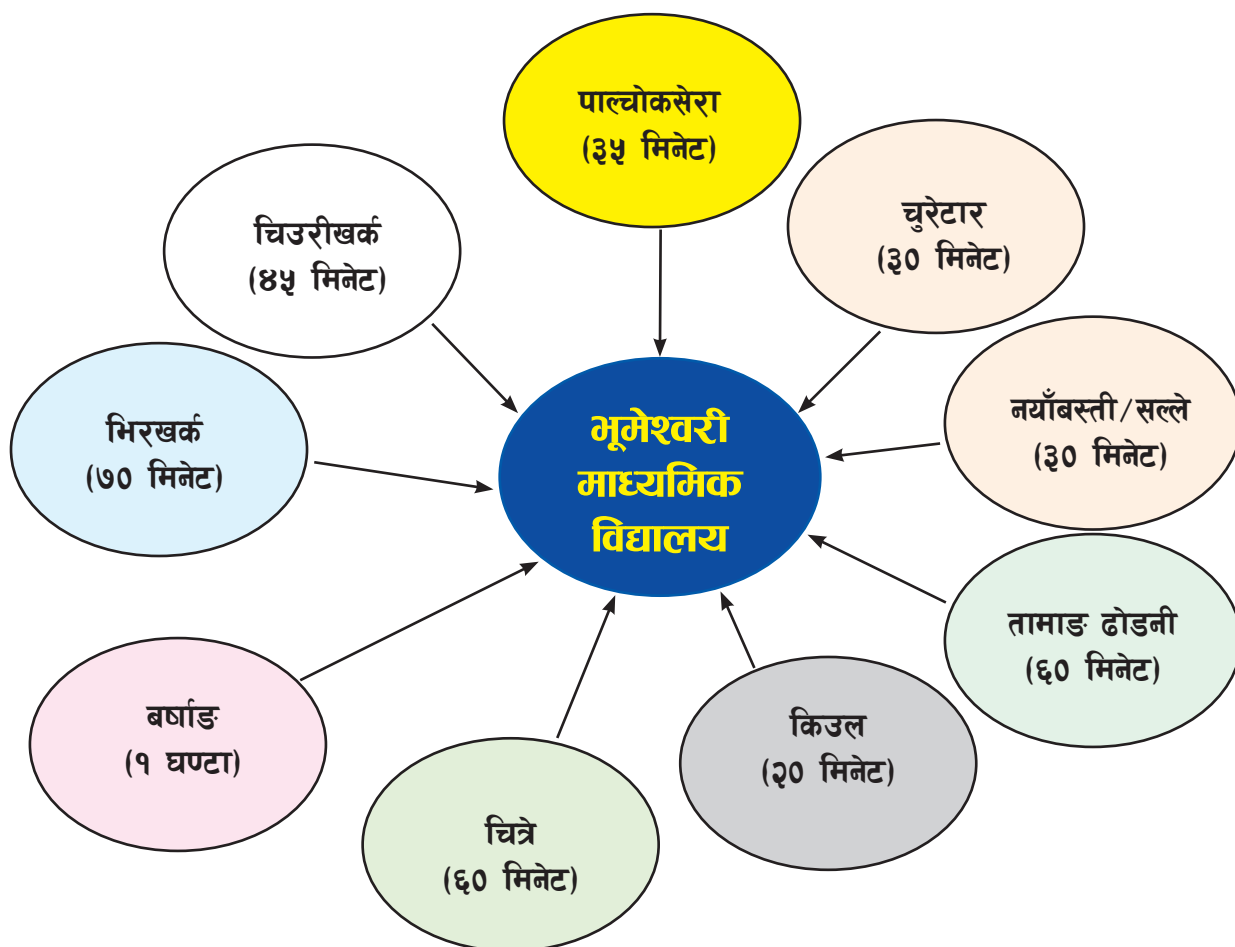 पाल्चोकसेरा
(३५ मिनेट)
चुरेटार
(३० मिनेट)
चिउरीखर्क
(४५ मिनेट)
नयाँबस्ती/सल्ले
(३० मिनेट)
भिरखर्क
(७० मिनेट)
भूमेश्वरी
माध्यमिक
विद्यालय
तामाङ ढोडनी
(६० मिनेट)
बर्षाङ
(१ घण्टा)
किउल
(२० मिनेट)
चित्रे
(६० मिनेट)